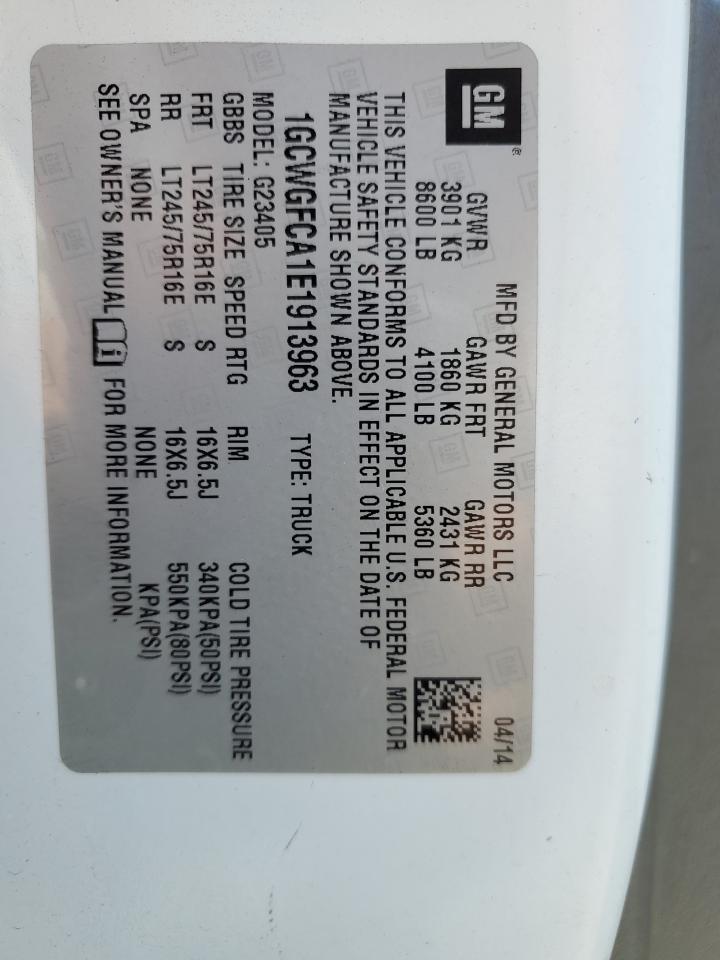 GM
MFD BY GENERAL MOTORS LLC 04/14
GVWR GAWR FRT GAWR RR
3901 KG 1860 KG 2431 KG
8600 LB 4100 LB 5360 LB
THIS VEHICLE CONFORMS TO ALL APPLICABLE U.S. FEDERAL MOTOR
VEHICLE SAFETY STANDARDS IN EFFECT ON THE DATE OF
MANUFACTURE SHOWN ABOVE.
1GCWGFCA1E1913963 TYPE: TRUCK
MODEL: G23405
GBBS TIRE SIZE SPEED RTG RIM COLD TIRE PRESSURE
FRT LT245/75R16E S 16X6.5J 340KPA(50PSI)
RR LT245/75R16E S 16X6.5J 550KPA(80PSI)
SPA NONE NONE KPA(PSI)
SEE OWNER'S MANUAL FOR MORE INFORMATION.